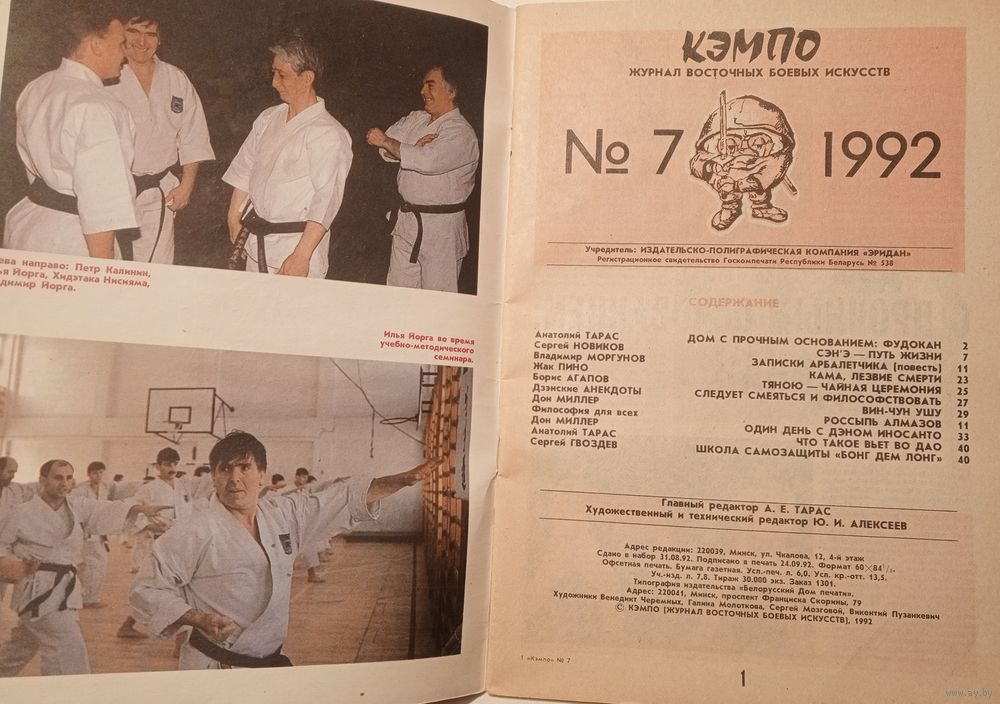 ева направо: Петр Калинин,
ья Йорга, Хидэтака Нисияма,
димир Йорга.
Илья Йорга во время
учебно-методического
семинара.
КЭМПО
ЖУРНАЛ ВОСТОЧНЫХ БОЕВЫХ ИСКУССТВ
№ 7 1992
Учредитель: ИЗДАТЕЛЬСКО-ПОЛИГРАФИЧЕСКАЯ КОМПАНИЯ «ЭРИДАН»
Регистрационное свидетельство Госкомпечати Республики Беларусь № 538
СОДЕРЖАНИЕ
Анатолий ТАРАС ДОМ С ПРОЧНЫМ ОСНОВАНИЕМ: ФУДОКАН 2
Сергей НОВИКОВ СЭН'Э — ПУТЬ ЖИЗНИ 7
Владимир МОРГУНОВ ЗАПИСКИ АРБАЛЕТЧИКА (повесть) 11
Жак ПИНО КАМА, ЛЕЗВИЕ СМЕРТИ 23
Борис АГАПОВ ТЯНОЮ — ЧАЙНАЯ ЦЕРЕМОНИЯ 25
Дзэнские АНЕКДОТЫ СЛЕДУЕТ СМЕЯТЬСЯ И ФИЛОСОФСТВОВАТЬ 27
Дон МИЛЛЕР ВИН-ЧУН УШУ 29
Философия для всех РОССЫПЬ АЛМАЗОВ 11
Дон МИЛЛЕР ОДИН ДЕНЬ С ДЭНОМ ИНОСАНТО 33
Анатолий ТАРАС ЧТО ТАКОЕ ВЬЕТ ВО ДАО 40
Сергей ГВОЗДЕВ ШКОЛА САМОЗАЩИТЫ «БОНГ ДЕМ ЛОНГ» 40
Главный редактор А. Е. ТАРАС
Художественный и технический редактор Ю. И. АЛЕКСЕЕВ
Адрес редакции: 220039, Минск, ул. Чкалова, 12, 4-й этаж
Сдано в набор 31.08.92. Подписано в печать 24.09.92. Формат 60×84¹/₈.
Офсетная печать. Бумага газетная. Усл.-печ. л. 6,0. Усл. кр.-отт. 13,5.
Уч.-изд. л. 7,8. Тираж 30.000 экз. Заказ 1301.
Типография издательства «Белорусский Дом печати».
Адрес: 220041, Минск, проспект Франциска Скорины, 79
Художники Венедикт Черемных, Галина Молоткова, Сергей Мозговой, Викентий Пузанкевич
© КЭМПО (ЖУРНАЛ ВОСТОЧНЫХ БОЕВЫХ ИСКУССТВ), 1992
1 «Кэмпо» № 7
1
www.ay.by